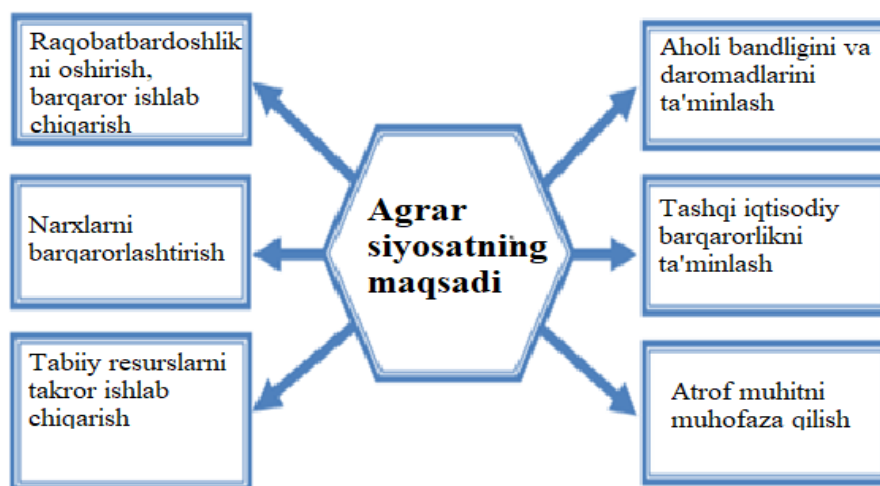 Raqobatbardoshlik
ni oshirish,
barqaror ishlab
chiqarish
Narxlarni
barqarorlashtirish
Tabiiy resurslarni
takror ishlab
chiqarish
Agrar
siyosatning
maqsadi
Aholi bandligini va
daromadlarini
ta'minlash
Tashqi iqtisodiy
barqarorlikni
ta'minlash
Atrof muhitni
muhofaza qilish